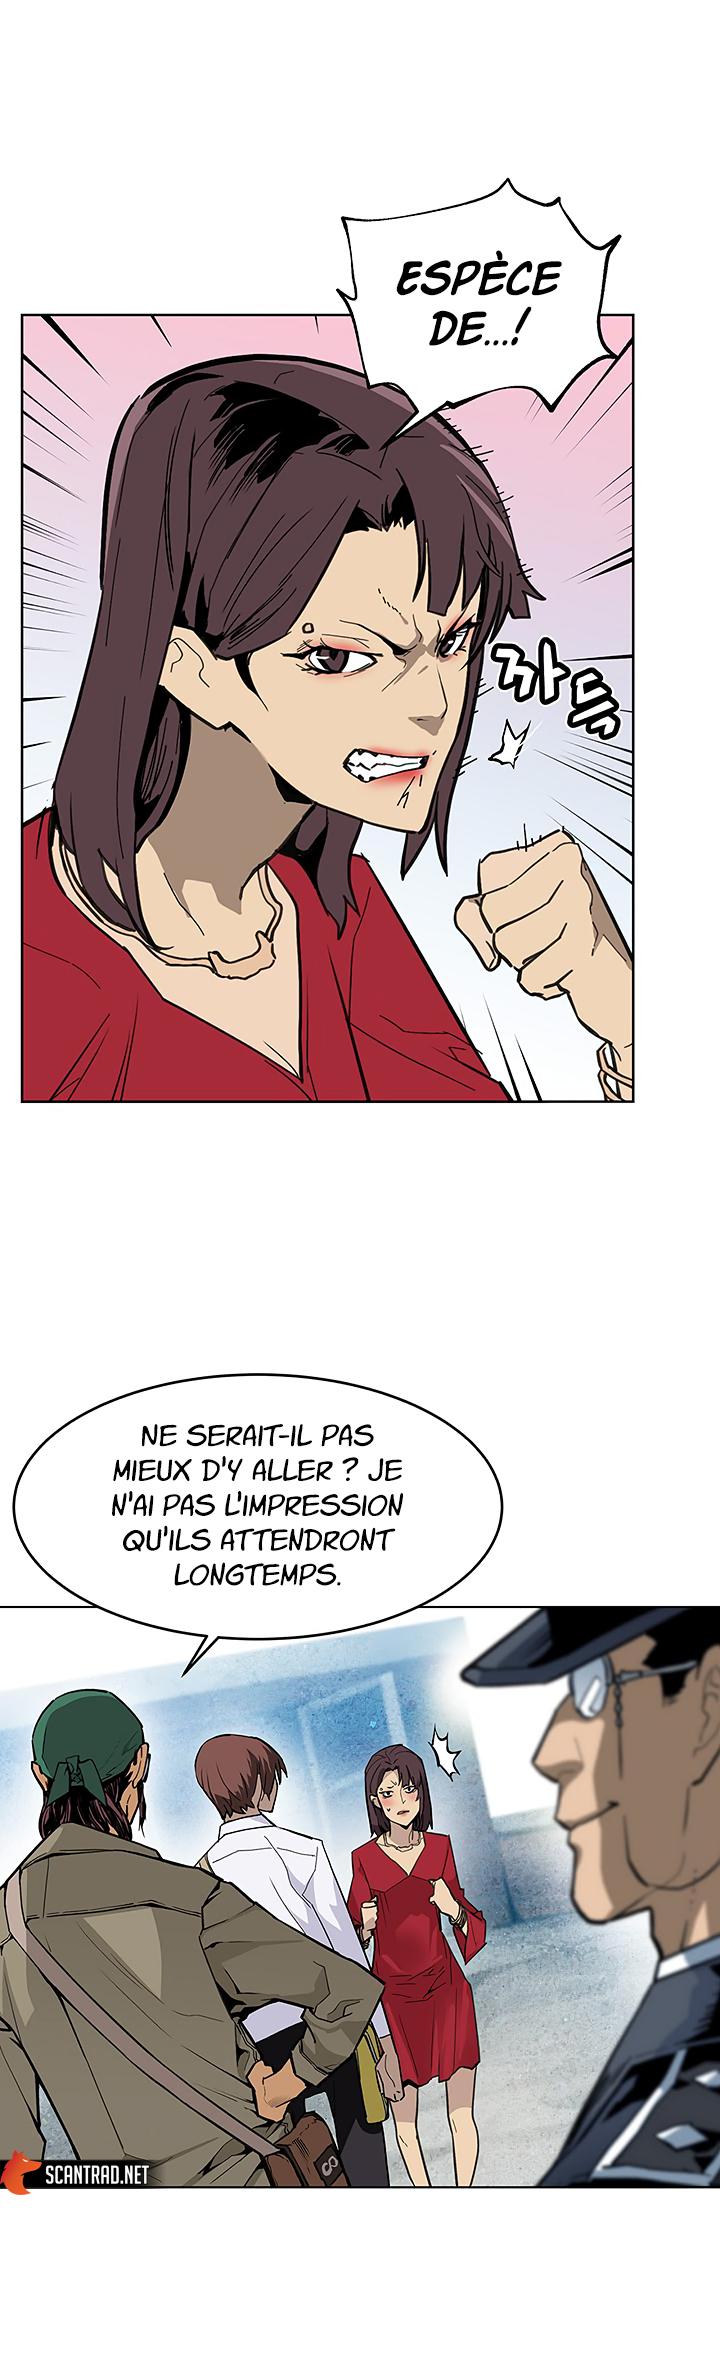 ESPÈCE
DE...!
까득
NE SERAIT-IL PAS
MIEUX D'Y ALLER ? JE
N'AI PAS L'IMPRESSION
QU'ILS ATTENDRONT
LONGTEMPS.
SCANTRAD.NET